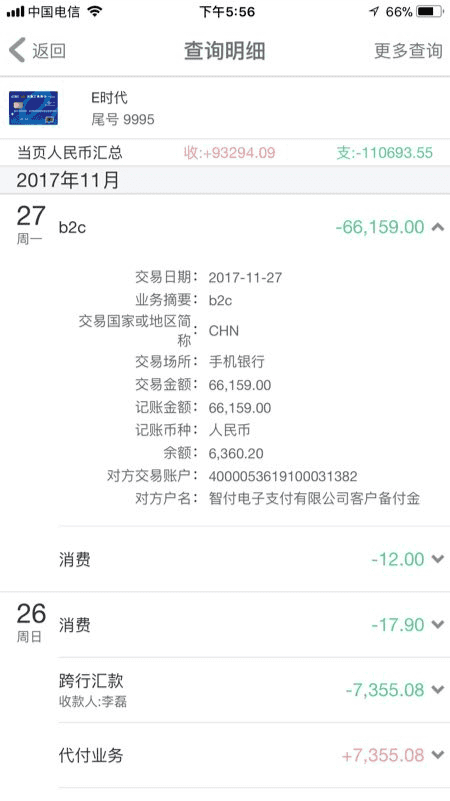 中国电信 下午5:56 66%
返回 查询明细 更多查询
E时代
尾号 9995
当页人民币汇总 收:+93294.09 支:-110693.55
2017年11月
27 b2c -66,159.00
周一
交易日期： 2017-11-27
业务摘要： b2c
交易国家或地区简
称： CHN
交易场所： 手机银行
交易金额： 66,159.00
记账金额： 66,159.00
记账币种： 人民币
余额： 6,360.20
对方交易账户： 4000053619100031382
对方户名： 智付电子支付有限公司客户备付金
消费 -12.00
26 消费 -17.90
周日
跨行汇款 -7,355.08
收款人:李磊
代付业务 +7,355.08